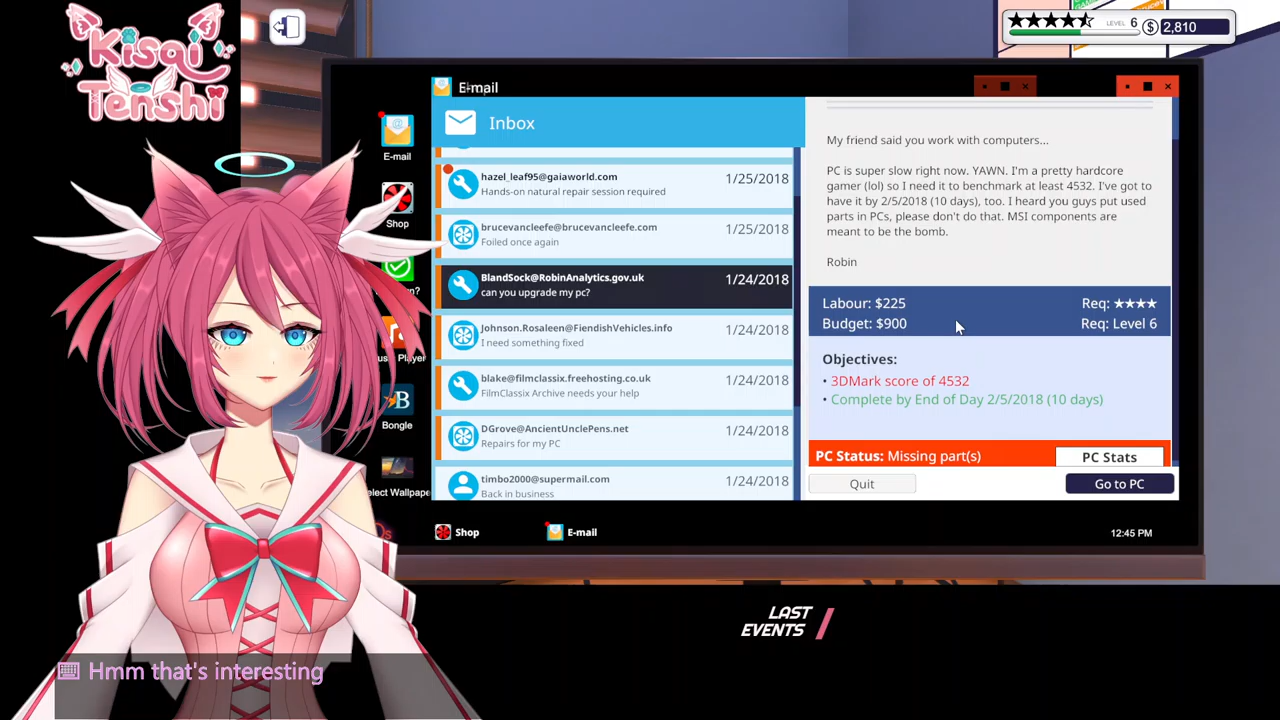 Kisai
Tenshi
LEVEL 6
$ 2,810
E-mail
Inbox
hazel_leaf95@gaiaworld.com
1/25/2018
Hands-on natural repair session required
brucevancleefe@brucevancleefe.com
1/25/2018
Foiled once again
BlandSock@RobinAnalytics.gov.uk
1/24/2018
can you upgrade my pc?
Johnson.Rosaleen@FiendishVehicles.info
1/24/2018
I need something fixed
blake@filmclassix.freehosting.co.uk
1/24/2018
FilmClassix Archive needs your help
DGrove@AncientUnclePens.net
1/24/2018
Repairs for my PC
timbo2000@supermail.com
1/24/2018
Back in business
My friend said you work with computers...
PC is super slow right now. YAWN. I'm a pretty hardcore
gamer (lol) so I need it to benchmark at least 4532. I've got to
have it by 2/5/2018 (10 days), too. I heard you guys put used
parts in PCs, please don't do that. MSI components are
meant to be the bomb.
Robin
Labour: $225
Req: ★★★★
Budget: $900
Req: Level 6
Objectives:
• 3DMark score of 4532
• Complete by End of Day 2/5/2018 (10 days)
PC Status: Missing part(s)
PC Stats
Quit
Go to PC
E-mail
Shop
n?
Player
Bongle
elect Wallpape
Shop
E-mail
12:45 PM
LAST
EVENTS
Hmm that's interesting